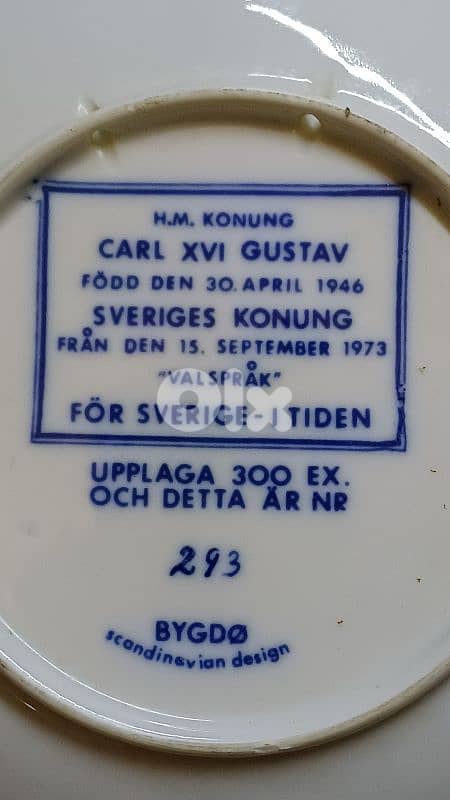 H.M. KONUNG
CARL XVI GUSTAV
FÖDD DEN 30. APRIL 1946
SVERIGES KONUNG
FRÅN DEN 15. SEPTEMBER 1973
"VALSPRÅK"
FÖR SVERIGE-I TIDEN
UPPLAGA 300 EX.
OCH DETTA ÄR NR
293
BYGDØ
scandinavian design
olx